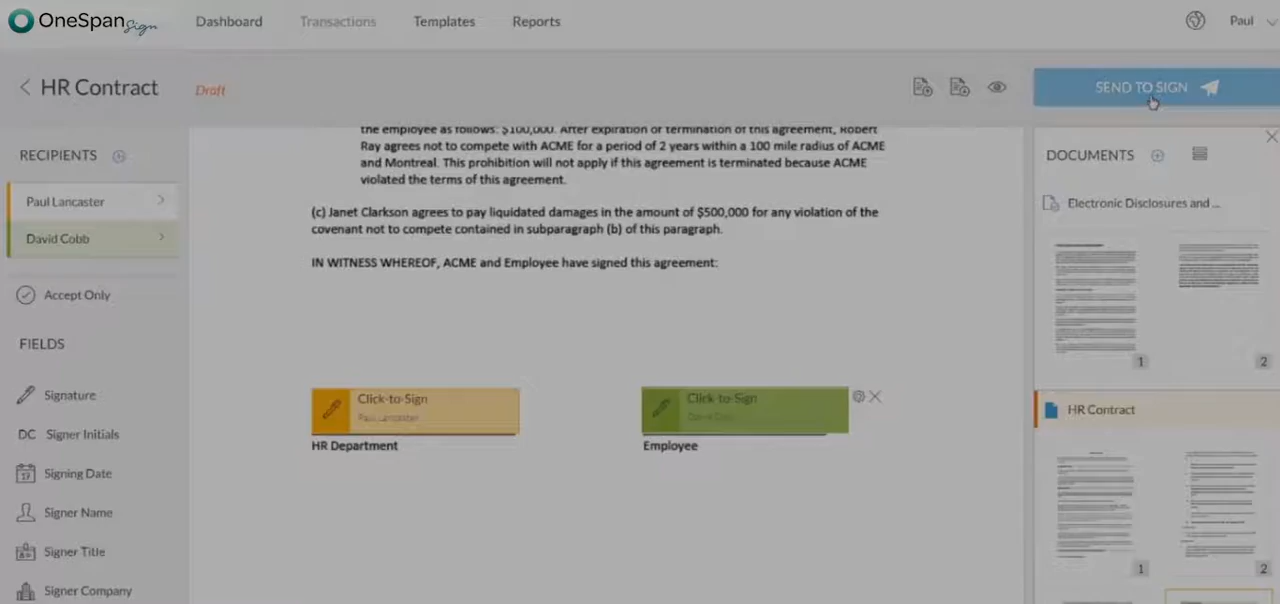 OneSpan Sign Dashboard Transactions Templates Reports Paul
HR Contract Draft SEND TO SIGN
RECIPIENTS
Paul Lancaster
David Cobb
Accept Only
FIELDS
Signature
DC Signer Initials
17 Signing Date
Signer Name
Signer Title
Signer Company
the employee as follows: $100,000. After expiration or termination of this agreement, Robert
Ray agrees not to compete with ACME for a period of 2 years within a 100 mile radius of ACME
and Montreal. This prohibition will not apply if this agreement is terminated because ACME
violated the terms of this agreement.
(c) Janet Clarkson agrees to pay liquidated damages in the amount of $500,000 for any violation of the
covenant not to compete contained in subparagraph (b) of this paragraph.
IN WITNESS WHEREOF, ACME and Employee have signed this agreement:
Click-to-Sign
Paul Lancaster
HR Department
Click-to-Sign
David Cobb
Employee
DOCUMENTS
Electronic Disclosures and ...
1 2
HR Contract
1 2